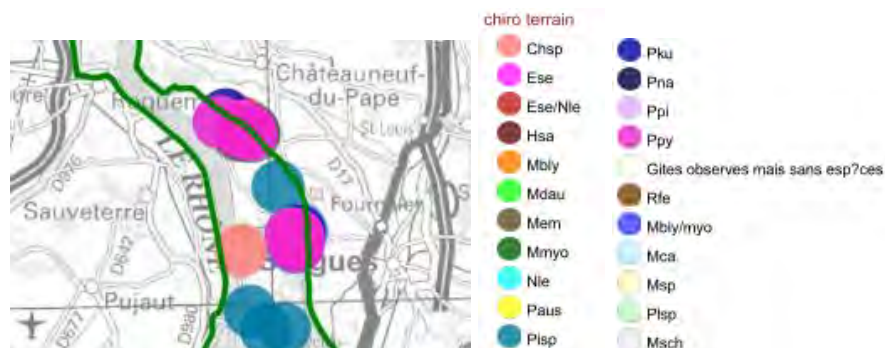 chiro terrain
Chsp
Ese
Ese/Nle
Hsa
Mbly
Mdau
Mem
Mmyo
Nle
Paus
Pisp
Pku
Pna
Ppi
Ppy
Gites observes mais sans esp?ces
Rfe
Mbly/myo
Mca
Msp
Plsp
Msch
Châteauneuf-
du-Pape
St Louis
D976
LE RHÔNE
D17
Sauveterre
D642
Pujaut
D980
D677